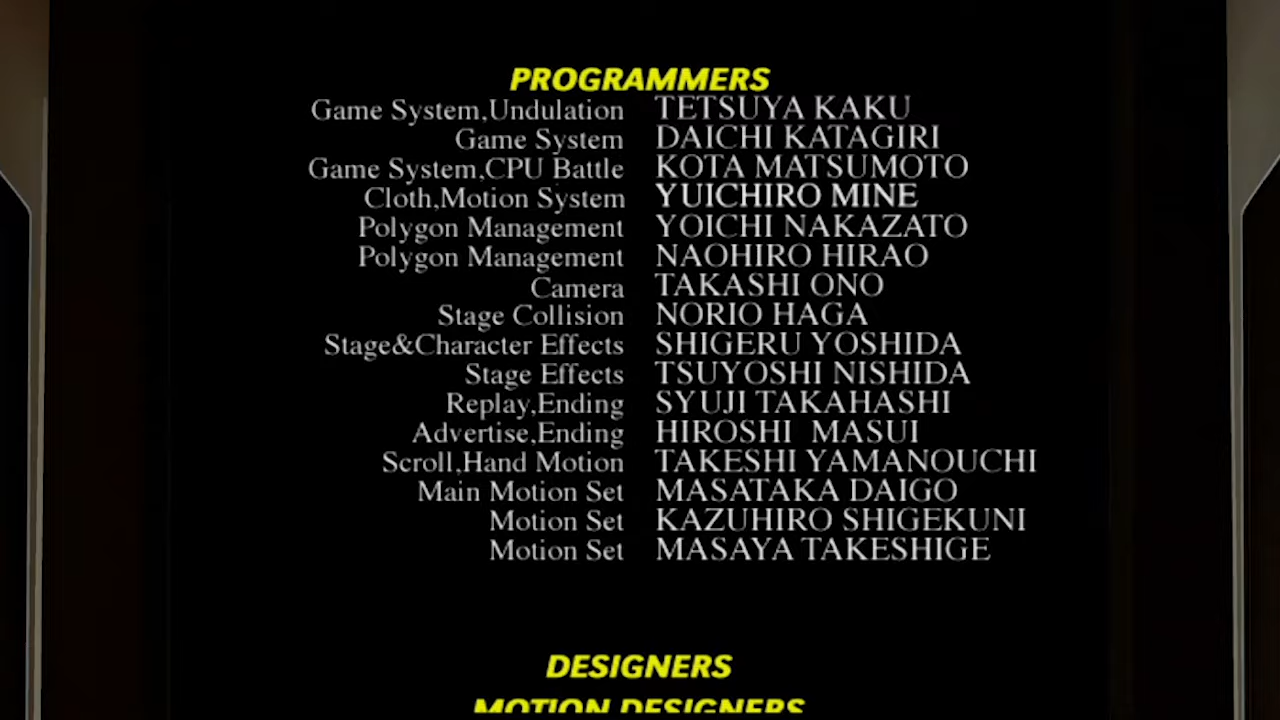 PROGRAMMERS
Game System,Undulation TETSUYA KAKU
Game System DAICHI KATAGIRI
Game System,CPU Battle KOTA MATSUMOTO
Cloth,Motion System YUICHIRO MINE
Polygon Management YOICHI NAKAZATO
Polygon Management NAOHIRO HIRAO
Camera TAKASHI ONO
Stage Collision NORIO HAGA
Stage&Character Effects SHIGERU YOSHIDA
Stage Effects TSUYOSHI NISHIDA
Replay,Ending SYUJI TAKAHASHI
Advertise,Ending HIROSHI MASUI
Scroll,Hand Motion TAKESHI YAMANOUCHI
Main Motion Set MASATAKA DAIGO
Motion Set KAZUHIRO SHIGEKUNI
Motion Set MASAYA TAKESHIGE
DESIGNERS
MOTION DESIGNERS